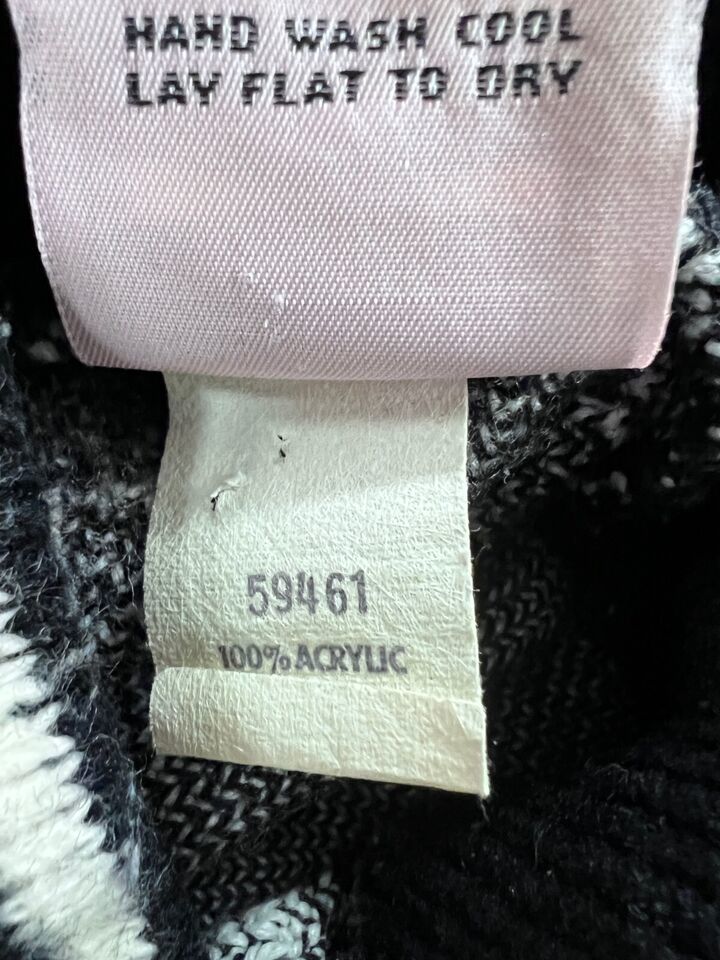 HAND WASH COOL
LAY FLAT TO DRY
59461
100% ACRYLIC